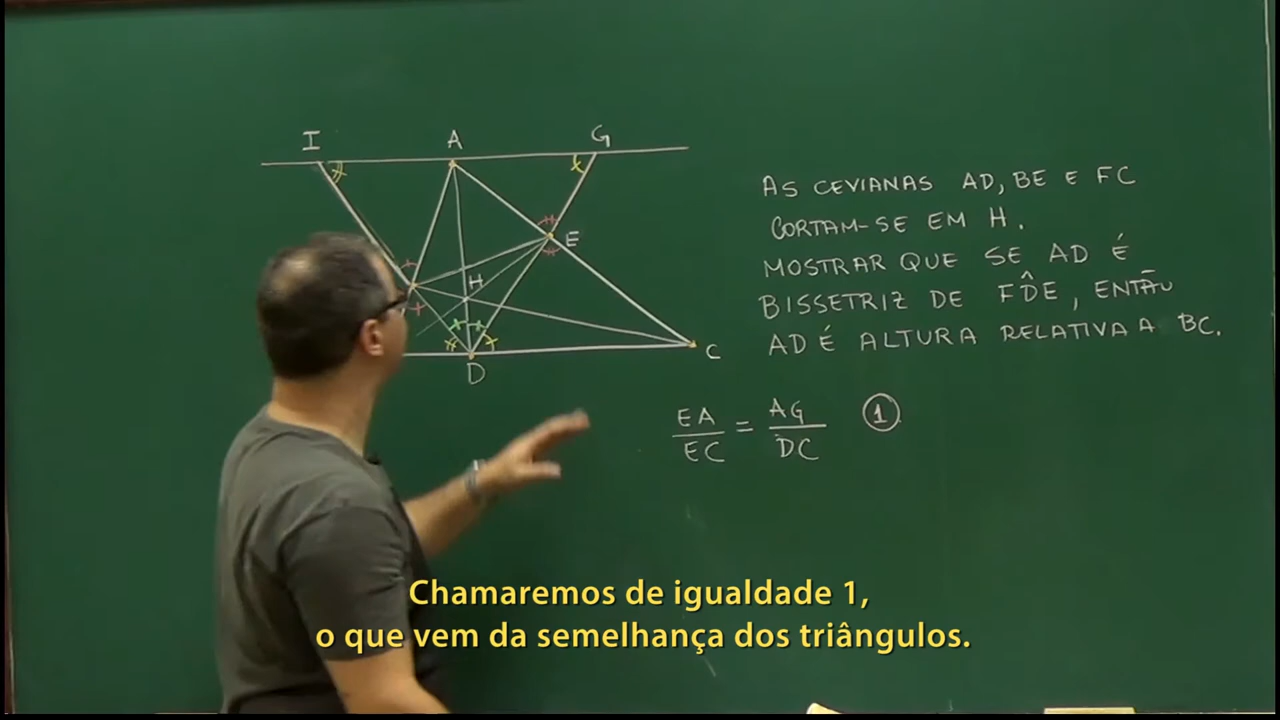 I A G
E
H
D
C
AS CEVIANAS AD, BE E FC
CORTAM-SE EM H.
MOSTRAR QUE SE AD É
BISSETRIZ DE FD̂E, ENTÃO
AD É ALTURA RELATIVA A BC.
EA/EC = AG/DC ①
Chamaremos de igualdade 1,
o que vem da semelhança dos triângulos.